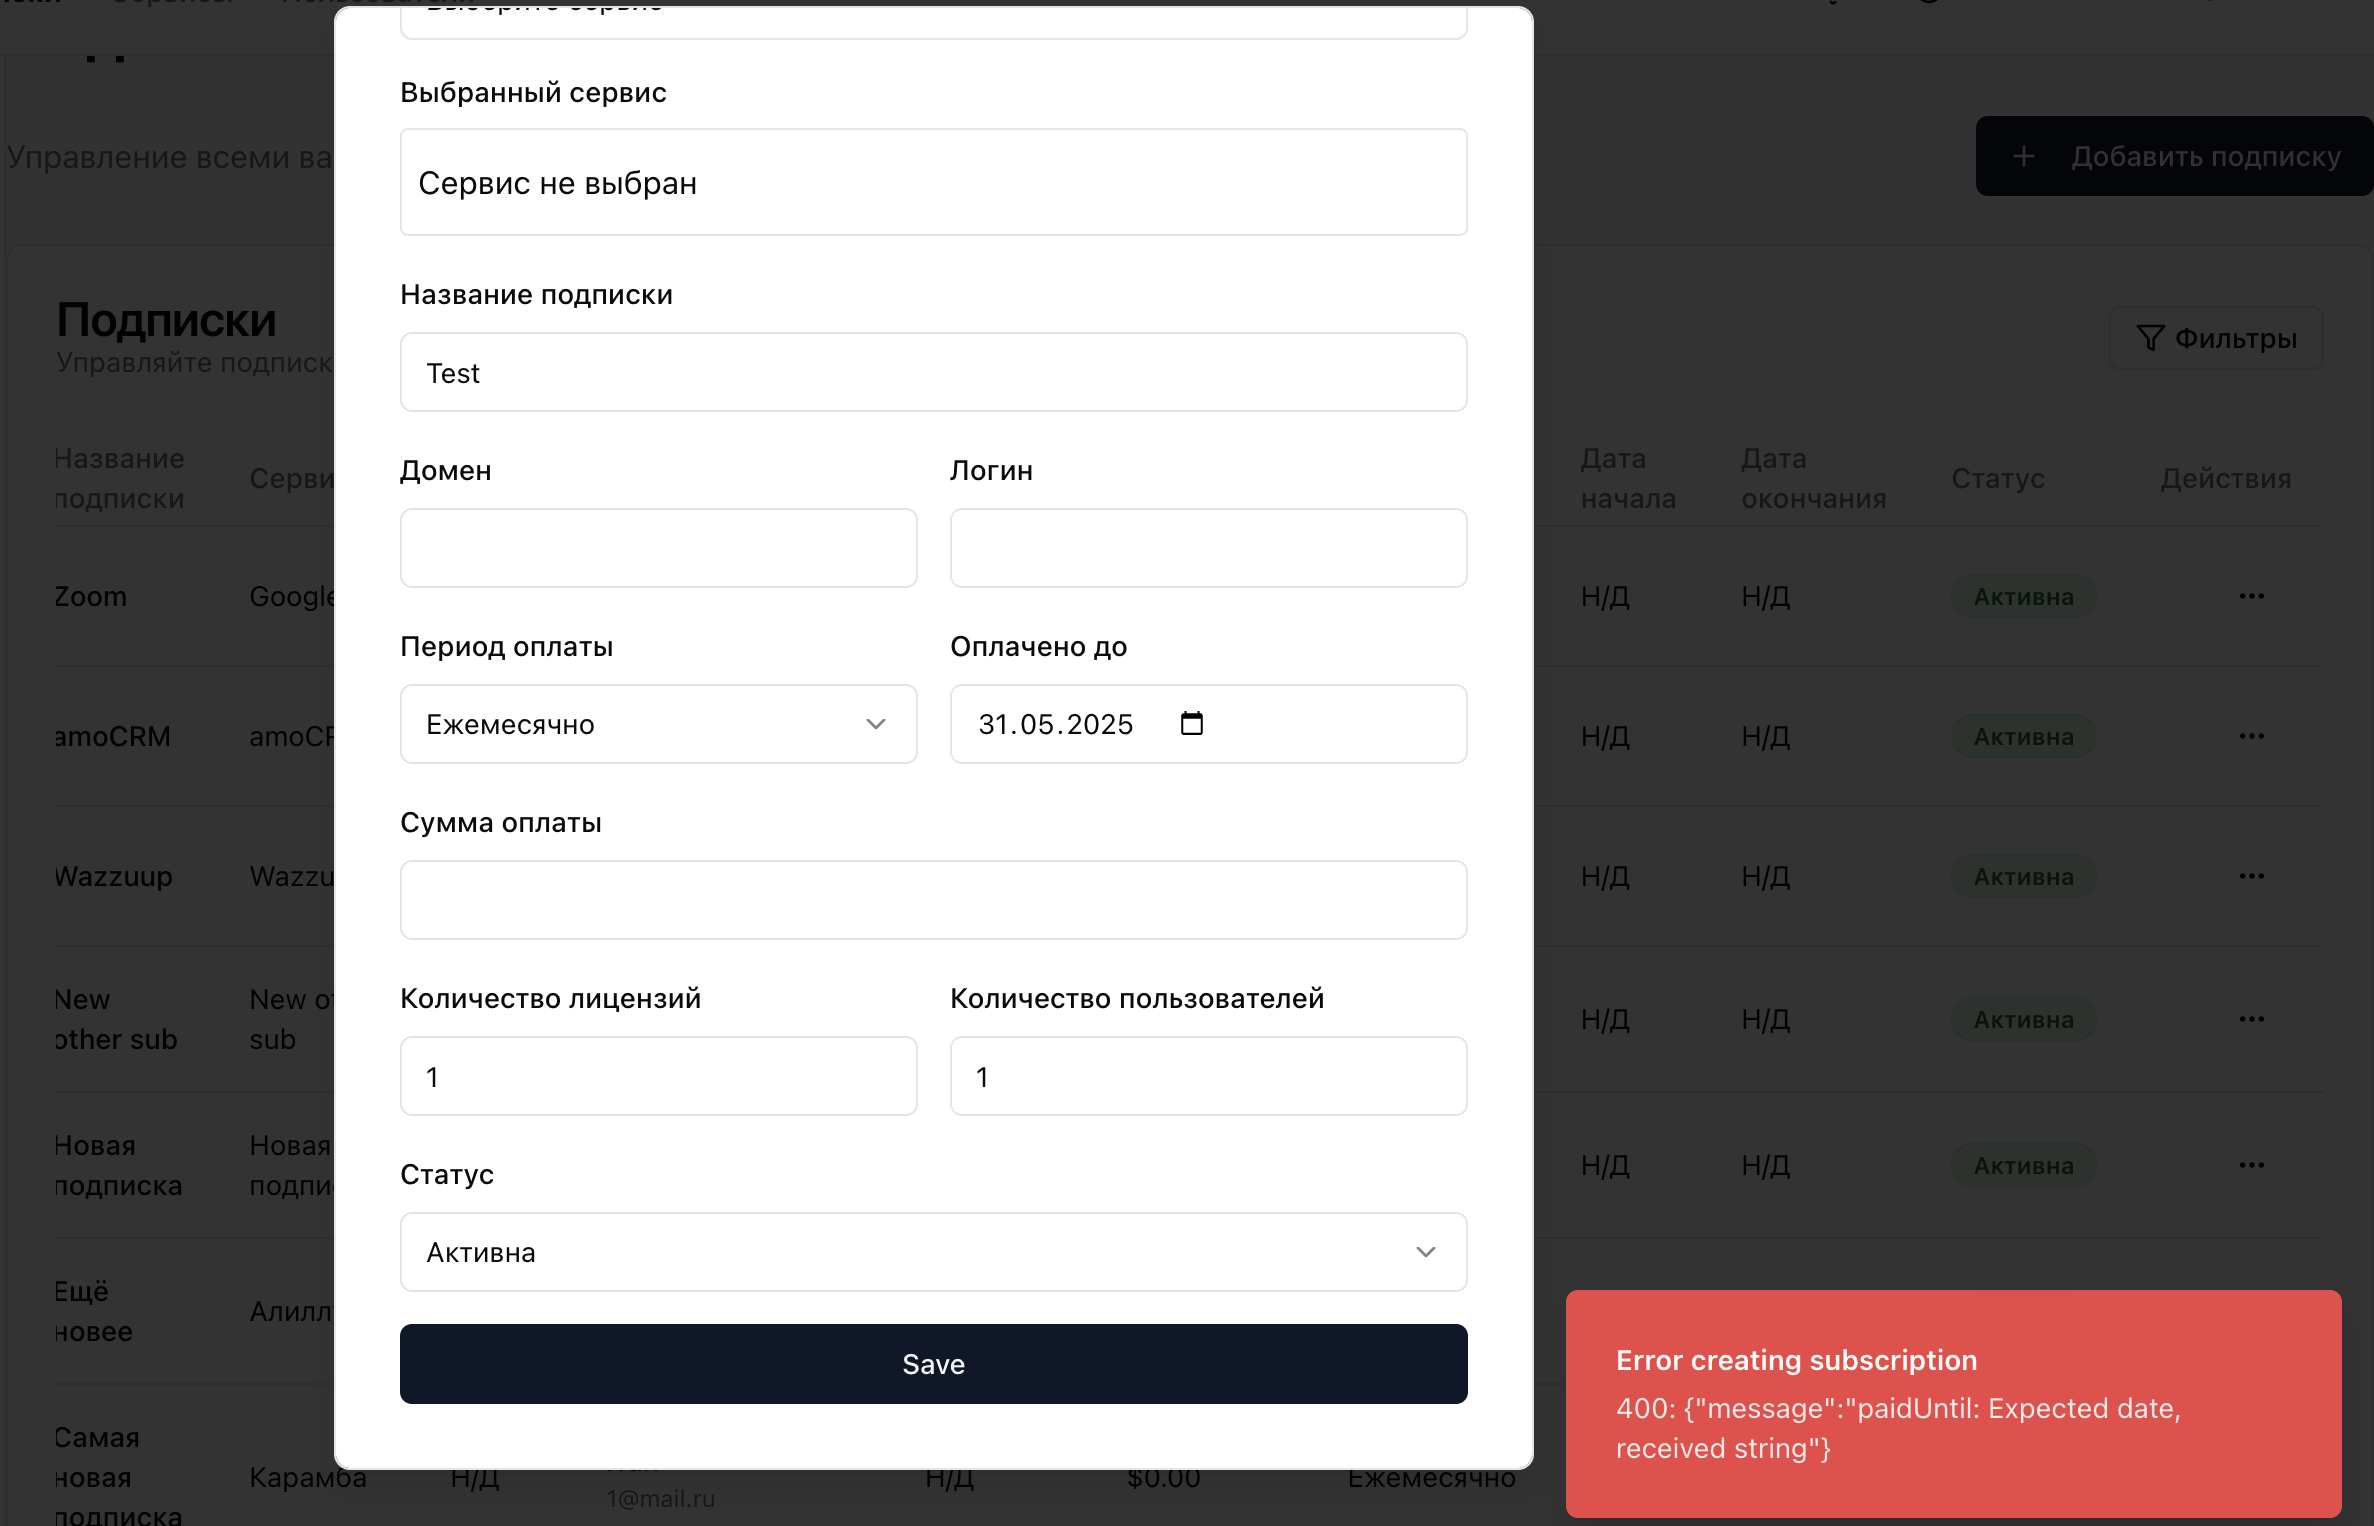 Выберите сервис
Выбранный сервис
Сервис не выбран
Название подписки
Test
Домен
Логин
Период оплаты
Оплачено до
Ежемесячно
31.05.2025
Сумма оплаты
Количество лицензий
Количество пользователей
1
1
Статус
Активна
Save
Управление всеми ва
+ Добавить подписку
Подписки
Управляйте подписк
Фильтры
Название
подписки
Серви
Дата
начала
Дата
окончания
Статус
Действия
Zoom
Google
Н/Д
Н/Д
Активна
amoCRM
amoCR
Н/Д
Н/Д
Активна
Wazzuup
Wazzu
Н/Д
Н/Д
Активна
New
other sub
New o
sub
Н/Д
Н/Д
Активна
Новая
подписка
Новая
подпи
Н/Д
Н/Д
Активна
Ещё
новее
Алилл
Самая
новая
подписка
Карамба
Н/Д
1@mail.ru
Н/Д
$0.00
Ежемесячно
Error creating subscription
400: {"message":"paidUntil: Expected date,
received string"}